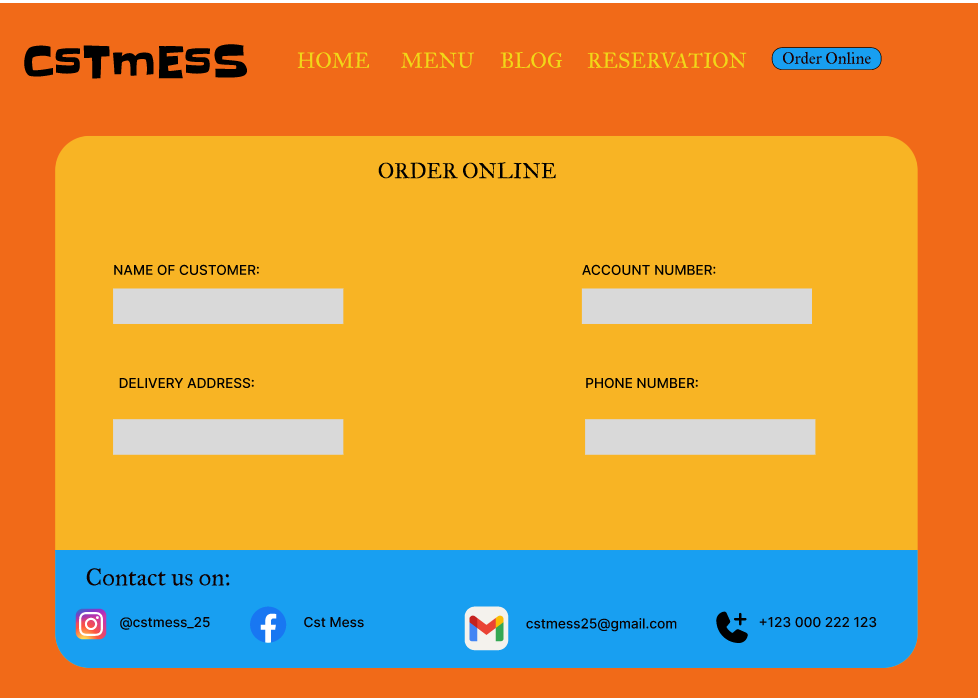 CSTmESS
HOME MENU BLOG RESERVATION Order Online
ORDER ONLINE
NAME OF CUSTOMER: ACCOUNT NUMBER:
DELIVERY ADDRESS: PHONE NUMBER:
Contact us on:
@cstmess_25 Cst Mess cstmess25@gmail.com +123 000 222 123